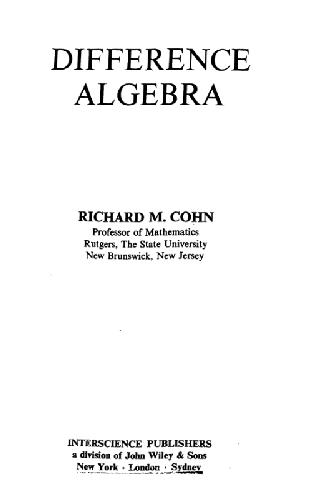 DIFFERENCE
ALGEBRA
RICHARD M. COHN
Professor of Mathematics
Rutgers, The State University
New Brunswick, New Jersey
INTERSCIENCE PUBLISHERS
a division of John Wiley & Sons
New York · London · Sydney